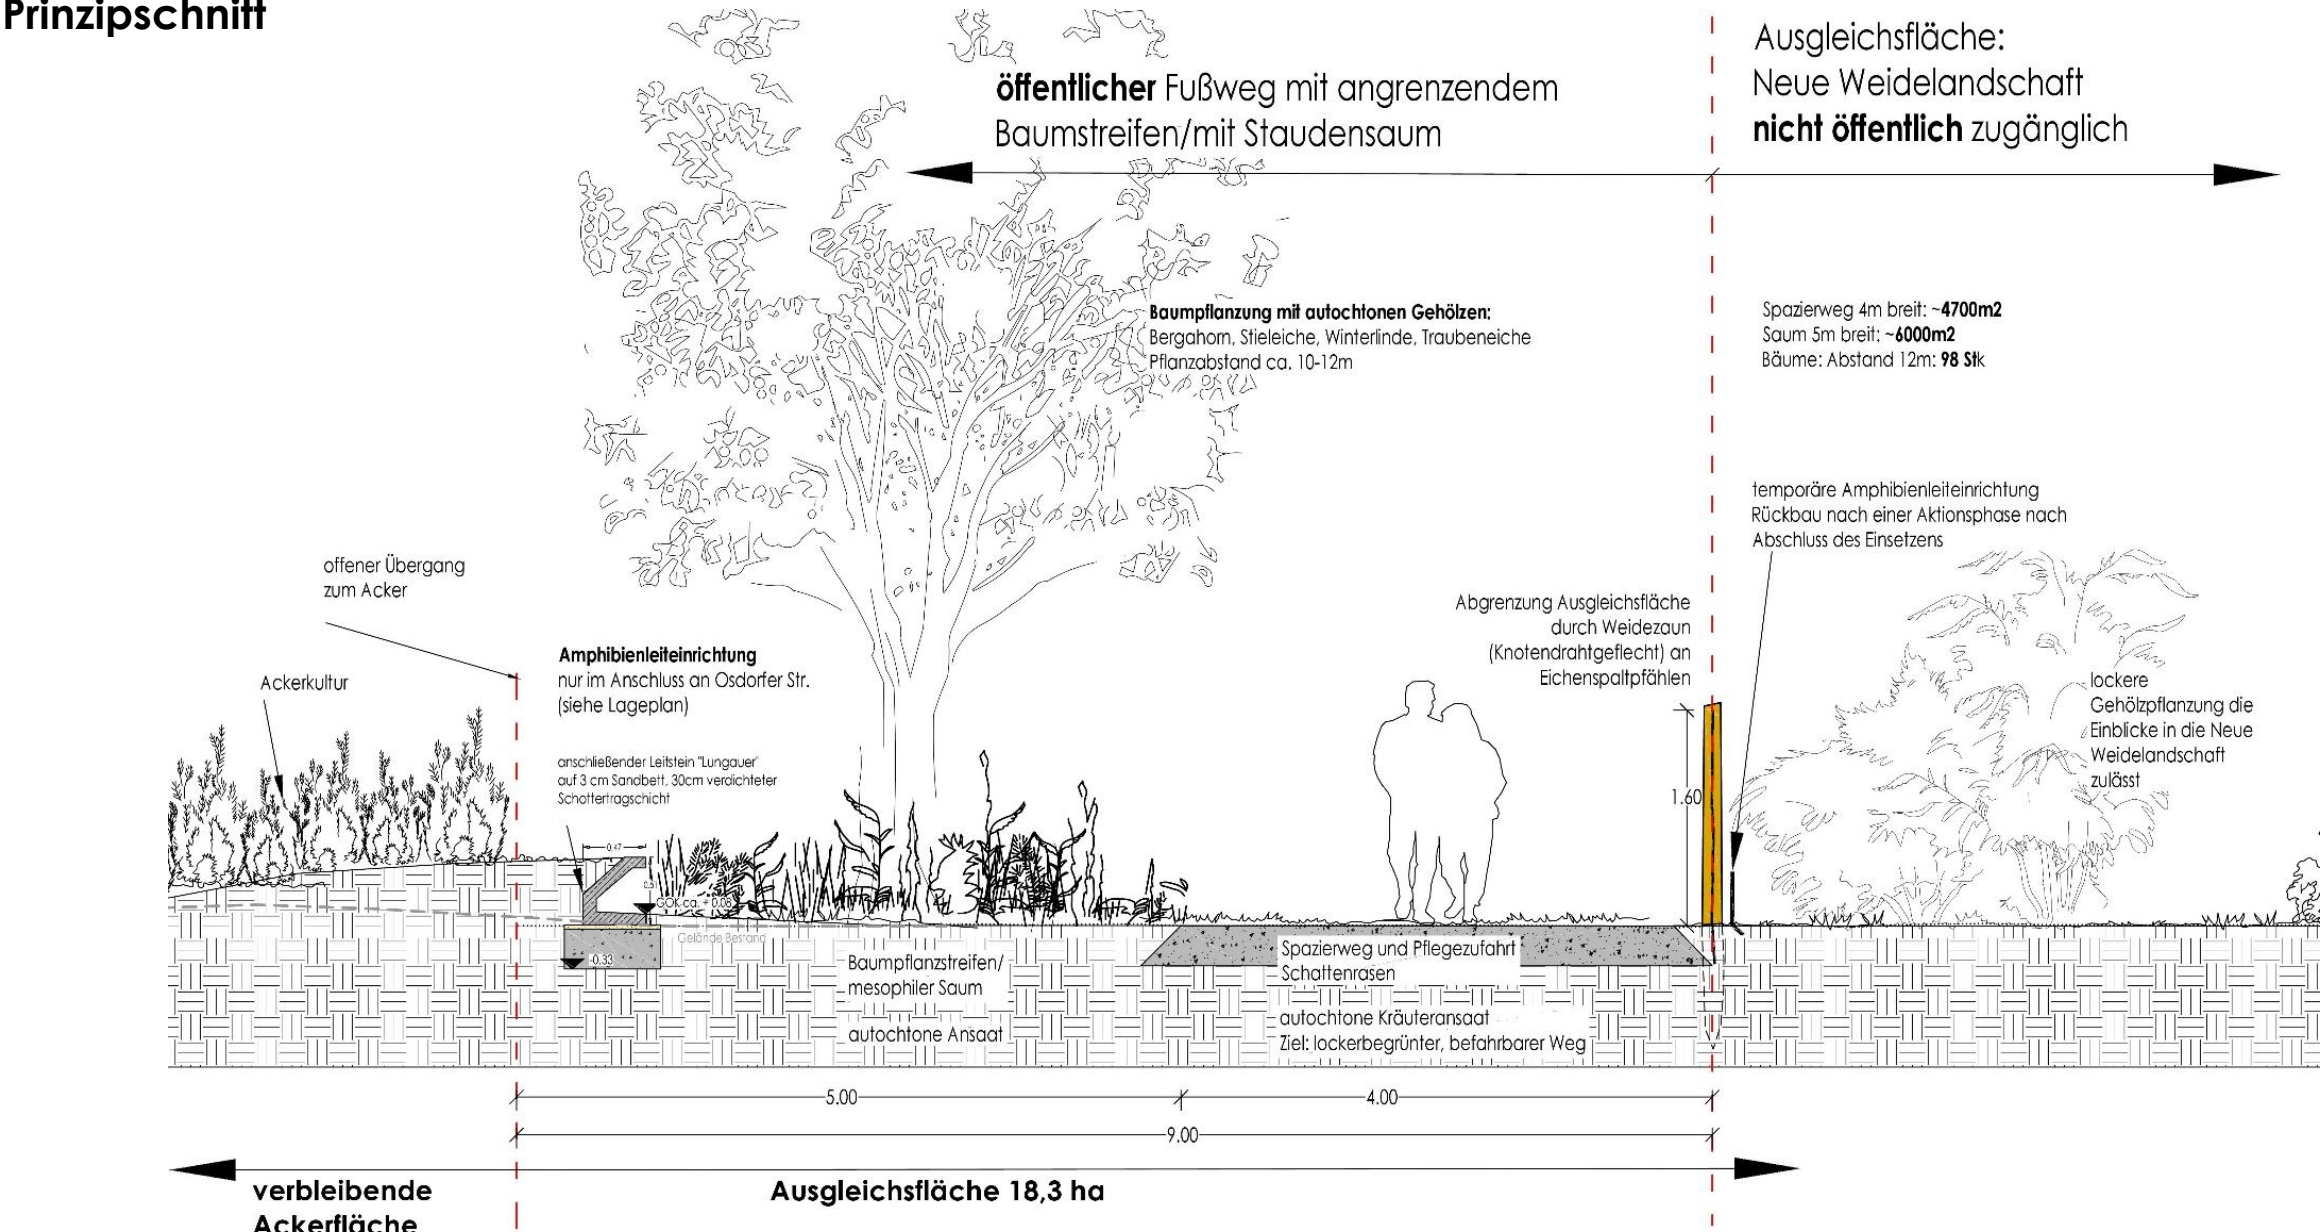 Prinzipschnitt
öffentlicher Fußweg mit angrenzendem
Baumstreifen/mit Staudensaum
Ausgleichsfläche:
Neue Weidelandschaft
nicht öffentlich zugänglich
Baumpflanzung mit autochtonen Gehölzen:
Bergahorn, Stieleiche, Winterlinde, Traubeneiche
Pflanzabstand ca. 10-12m
Spazierweg 4m breit: ~4700m2
Saum 5m breit: ~6000m2
Bäume: Abstand 12m: 98 Stk
temporäre Amphibienleiteinrichtung
Rückbau nach einer Aktionsphase nach
Abschluss des Einsetzens
offener Übergang
zum Acker
Ackerkultur
Amphibienleiteinrichtung
nur im Anschluss an Osdorfer Str.
(siehe Lageplan)
anschließender Leitstein "Lungauer"
auf 3 cm Sandbett, 30cm verdichteter
Schottertragschicht
Abgrenzung Ausgleichsfläche
durch Weidezaun
(Knotendrahtgeflecht) an
Eichenspaltpfählen
lockere
Gehölzpflanzung die
Einblicke in die Neue
Weidelandschaft
zulässt
1.60
0.47
0.51
GOK ca. + 0.08
Gelände Bestand
-0.33
Baumpflanzstreifen/
mesophiler Saum
autochtone Ansaat
Spazierweg und Pflegezufahrt
Schattenrasen
autochtone Kräuteransaat
Ziel: lockerbegrünter, befahrbarer Weg
5.00
4.00
9.00
verbleibende
Ackerfläche
Ausgleichsfläche 18,3 ha